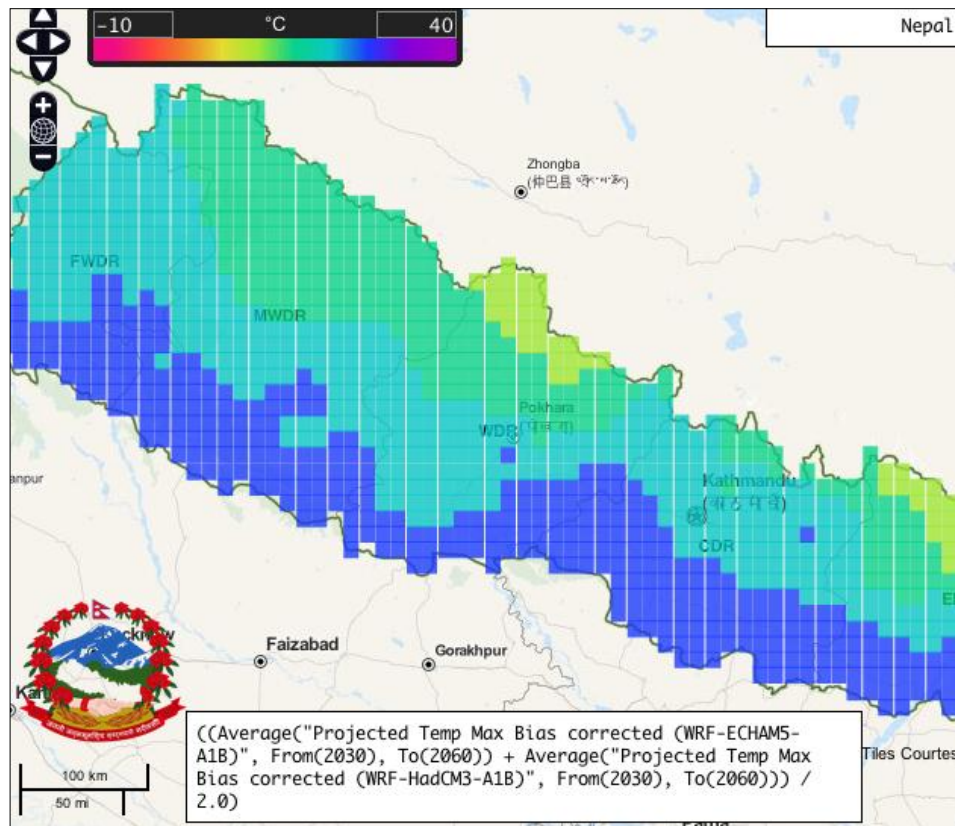 -10 °C 40
Nepal
Zhongba
(仲巴县 འབྲོང་པ་རྫོང་)
FWDR
MWDR
Pokhara
WDR
(पोखरा)
anpur
Kathmandu
(काठमाडौं)
CDR
Faizabad
Gorakhpur
100 km
50 mi
((Average("Projected Temp Max Bias corrected (WRF-ECHAM5-
A1B)", From(2030), To(2060)) + Average("Projected Temp Max
Bias corrected (WRF-HadCM3-A1B)", From(2030), To(2060))) /
2.0)
Tiles Courtes